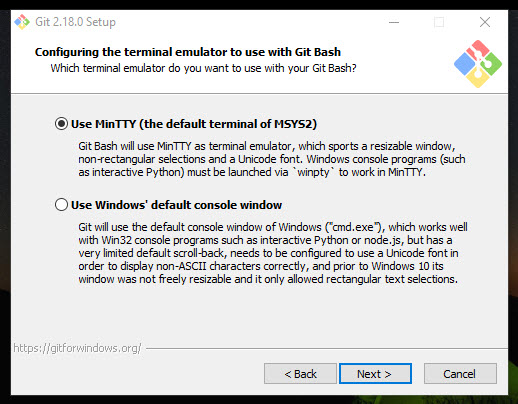 Git 2.18.0 Setup
Configuring the terminal emulator to use with Git Bash
Which terminal emulator do you want to use with your Git Bash?
Use MinTTY (the default terminal of MSYS2)
Git Bash will use MinTTY as terminal emulator, which sports a resizable window,
non-rectangular selections and a Unicode font. Windows console programs (such
as interactive Python) must be launched via `winpty` to work in MinTTY.
Use Windows' default console window
Git will use the default console window of Windows ("cmd.exe"), which works well
with Win32 console programs such as interactive Python or node.js, but has a
very limited default scroll-back, needs to be configured to use a Unicode font in
order to display non-ASCII characters correctly, and prior to Windows 10 its
window was not freely resizable and it only allowed rectangular text selections.
https://gitforwindows.org/
< Back
Next >
Cancel